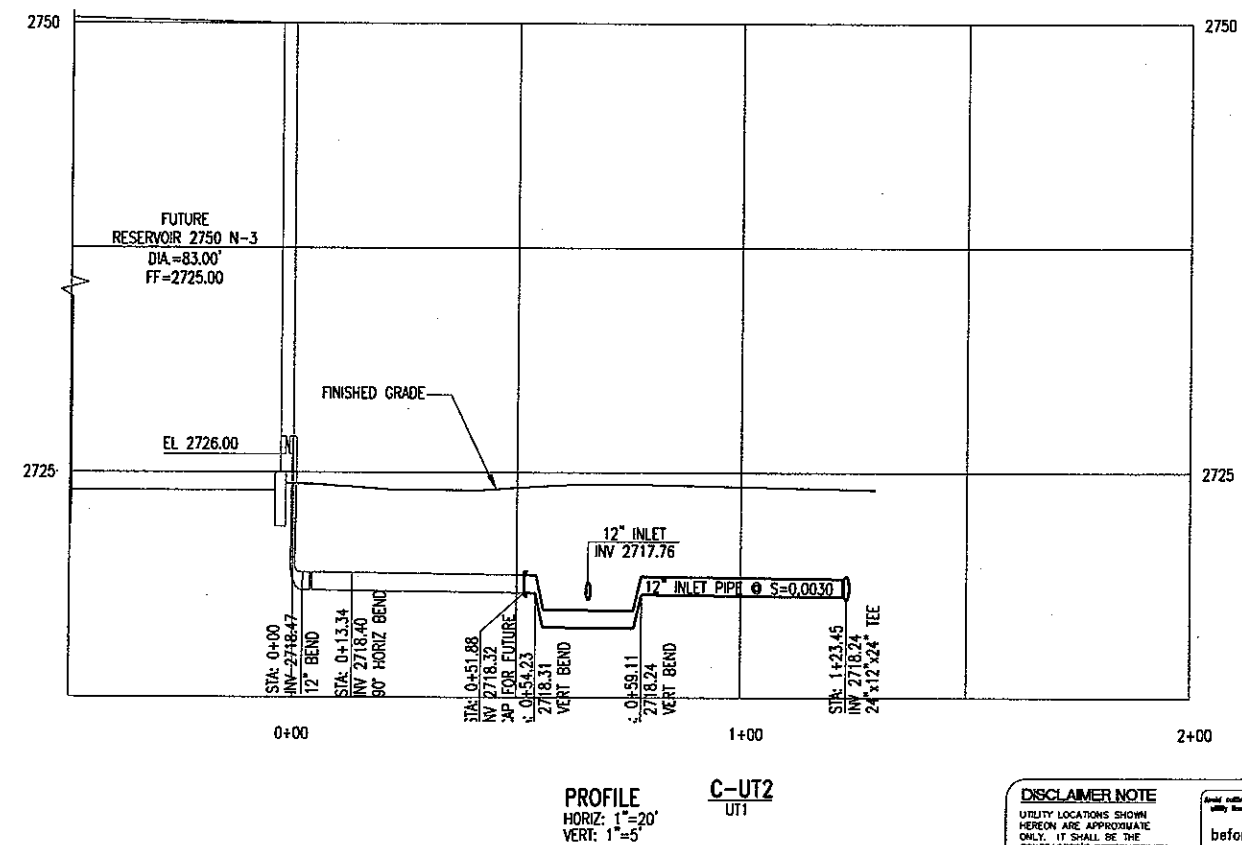 2750
2750
FUTURE
RESERVOIR 2750 N-3
DIA.=83.00'
FF=2725.00
FINISHED GRADE
EL 2726.00
2725
2725
12" INLET
INV 2717.76
12" INLET PIPE @ S=0.0030
STA: 0+00
INV 2718.47
12" BEND
STA: 0+13.34
INV 2718.40
90° HORIZ BEND
STA: 0+51.88
INV 2718.32
CAP FOR FUTURE
0+54.23
2718.31
VERT BEND
0+59.11
2718.24
VERT BEND
STA: 1+23.45
INV 2718.24
24"x12"x24" TEE
0+00
1+00
2+00
PROFILE
HORIZ: 1"=20'
VERT: 1"=5'
C-UT2
UT1
DISCLAIMER NOTE
UTILITY LOCATIONS SHOWN
HEREON ARE APPROXIMATE
ONLY. IT SHALL BE THE
Avoid
befor